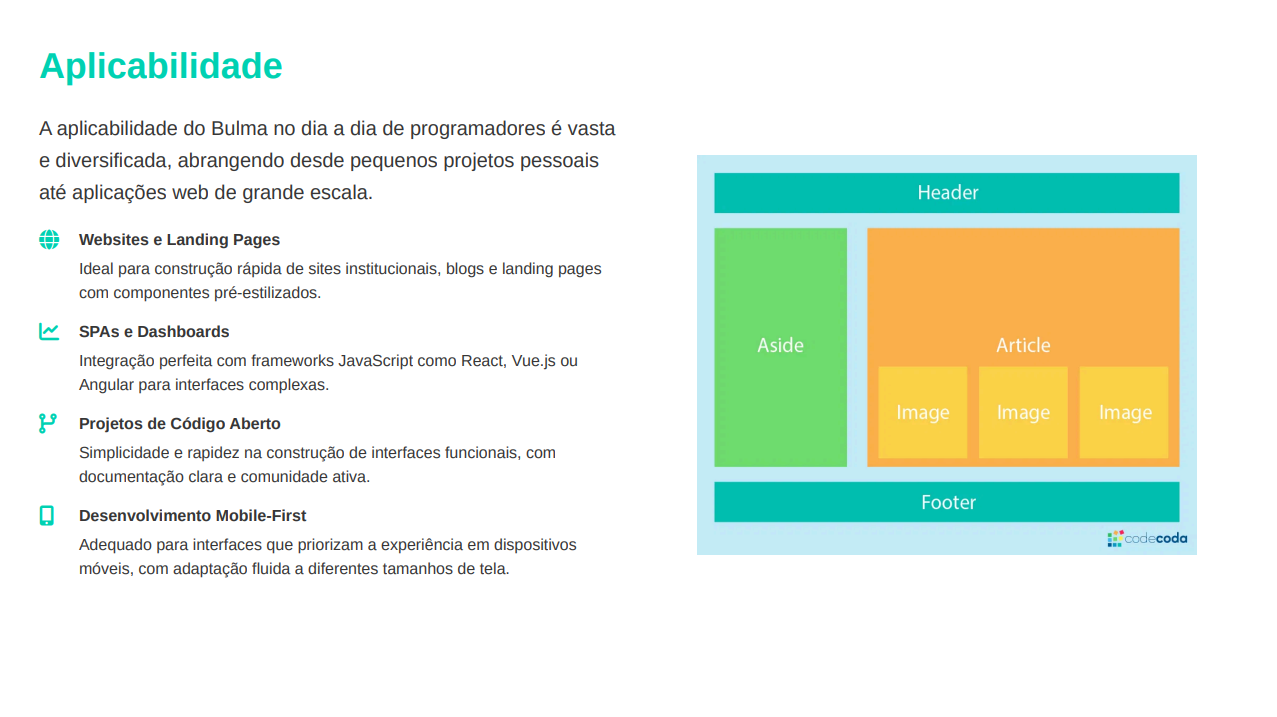 Aplicabilidade
A aplicabilidade do Bulma no dia a dia de programadores é vasta
e diversificada, abrangendo desde pequenos projetos pessoais
até aplicações web de grande escala.
Websites e Landing Pages
Ideal para construção rápida de sites institucionais, blogs e landing pages
com componentes pré-estilizados.
SPAs e Dashboards
Integração perfeita com frameworks JavaScript como React, Vue.js ou
Angular para interfaces complexas.
Projetos de Código Aberto
Simplicidade e rapidez na construção de interfaces funcionais, com
documentação clara e comunidade ativa.
Desenvolvimento Mobile-First
Adequado para interfaces que priorizam a experiência em dispositivos
móveis, com adaptação fluida a diferentes tamanhos de tela.
Header
Aside
Article
Image Image Image
Footer
codecoda